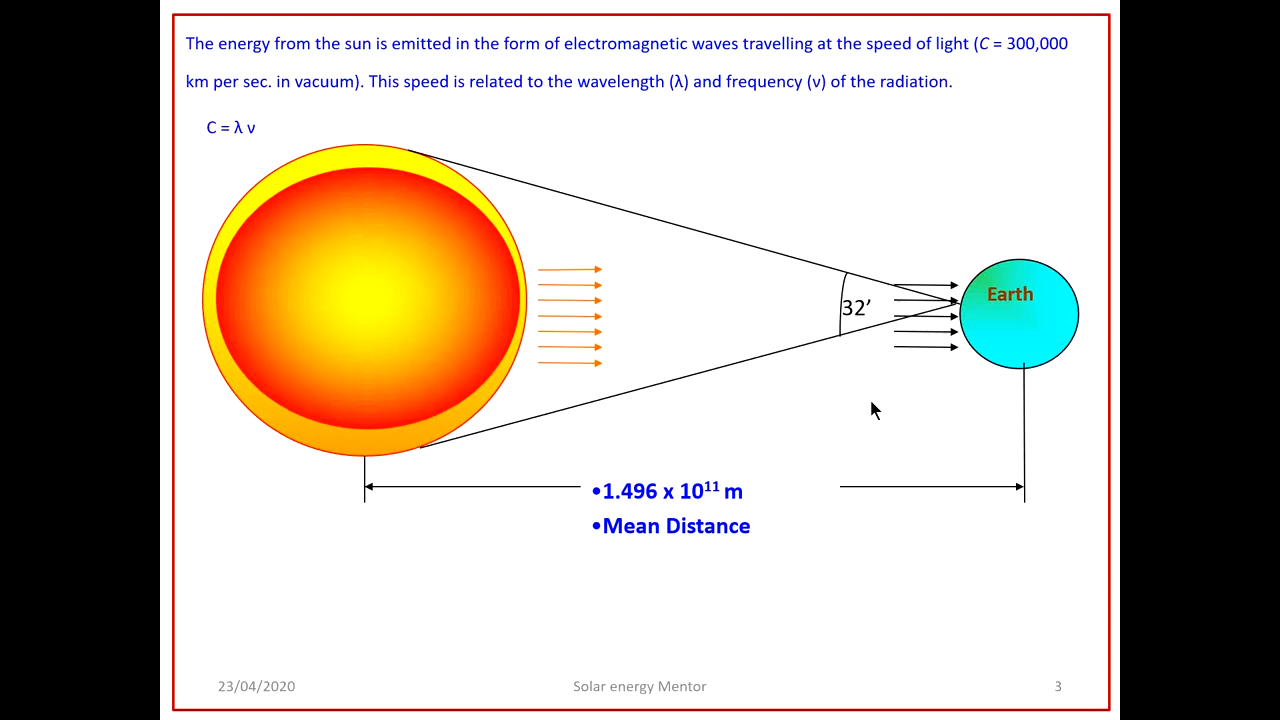 The energy from the sun is emitted in the form of electromagnetic waves travelling at the speed of light (C = 300,000
km per sec. in vacuum). This speed is related to the wavelength (λ) and frequency (ν) of the radiation.
C = λ ν
32’
Earth
•1.496 x 10¹¹ m
•Mean Distance
23/04/2020
Solar energy Mentor
3